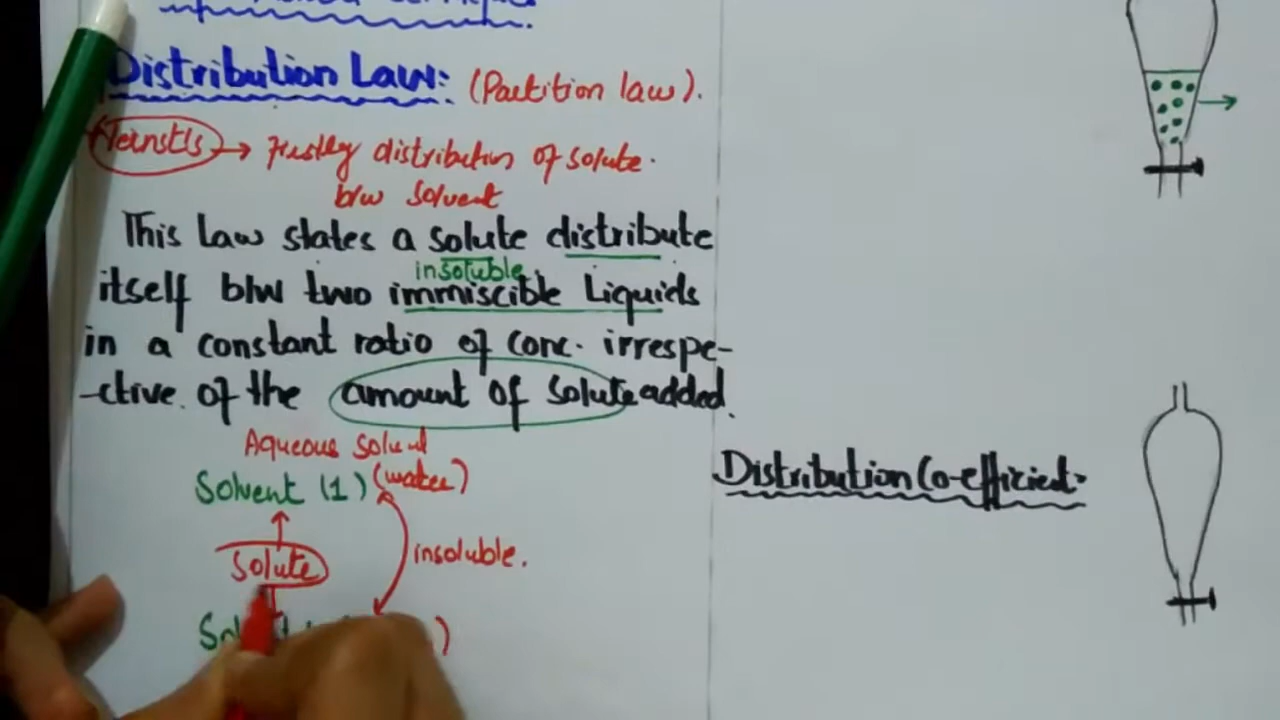 Distribution Law: (Partition law).
Nernst's → firstly distribution of solute.
b/w solvent
This Law states a solute distribute
insoluble
itself b/w two immiscible Liquids
in a constant ratio of conc. irrespe-
-ctive of the amount of solute added.
Aqueous solvent
Solvent (1) (water)
Solute
insoluble.
Distribution Co-efficient: